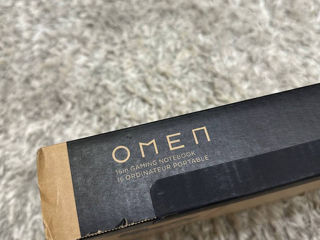 OMEN
16in GAMING NOTEBOOK
16 ORDINATEUR PORTABLE